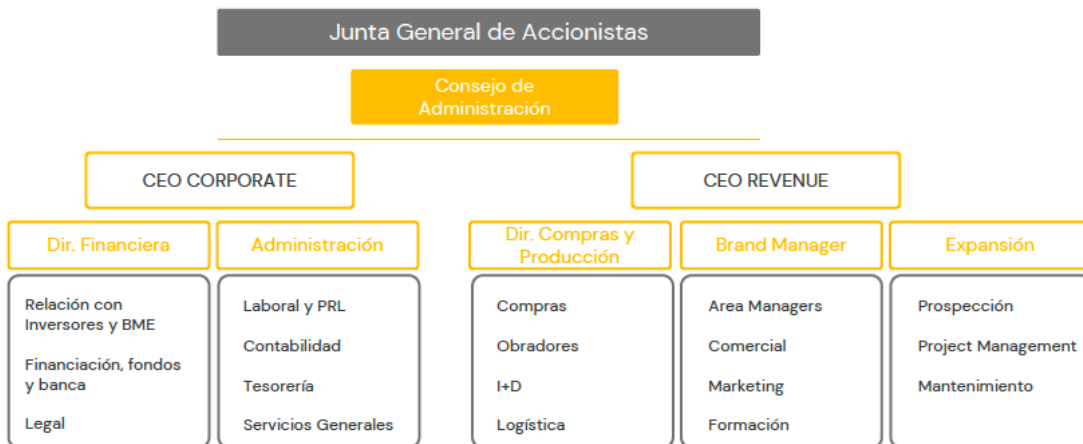 Junta General de Accionistas
Consejo de
Administración
CEO CORPORATE
CEO REVENUE
Dir. Financiera
Administración
Dir. Compras y
Producción
Brand Manager
Expansión
Relación con
Inversores y BME
Financiación, fondos
y banca
Legal
Laboral y PRL
Contabilidad
Tesorería
Servicios Generales
Compras
Obradores
I+D
Logística
Area Managers
Comercial
Marketing
Formación
Prospección
Project Management
Mantenimiento